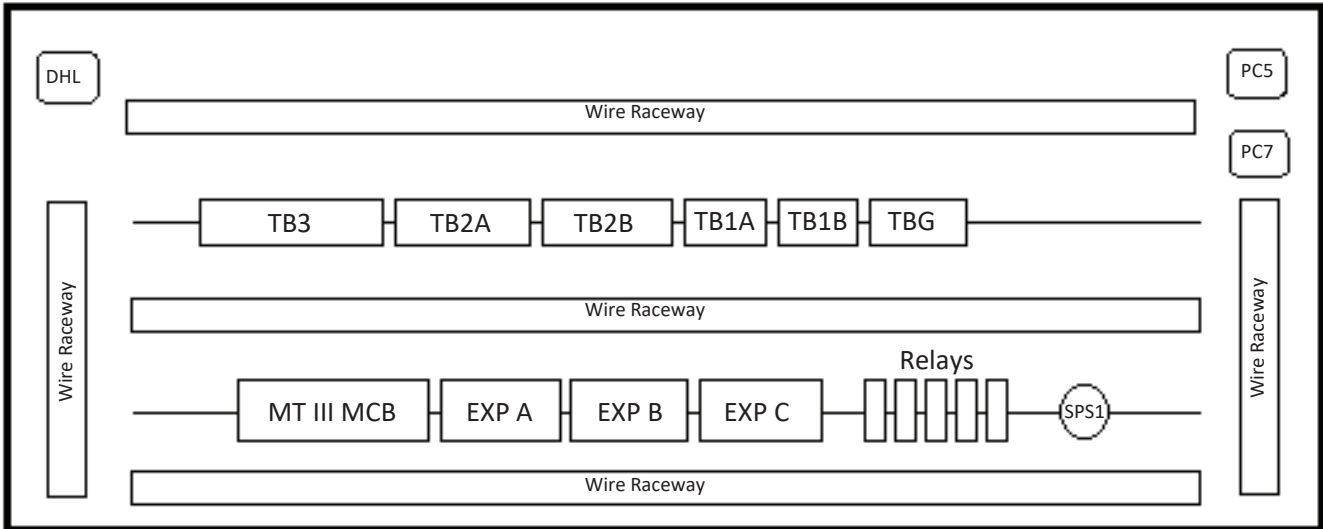 DHL
PC5
Wire Raceway
PC7
TB3 TB2A TB2B TB1A TB1B TBG
Wire Raceway
Wire Raceway
Wire Raceway
Relays
MT III MCB EXP A EXP B EXP C SPS1
Wire Raceway